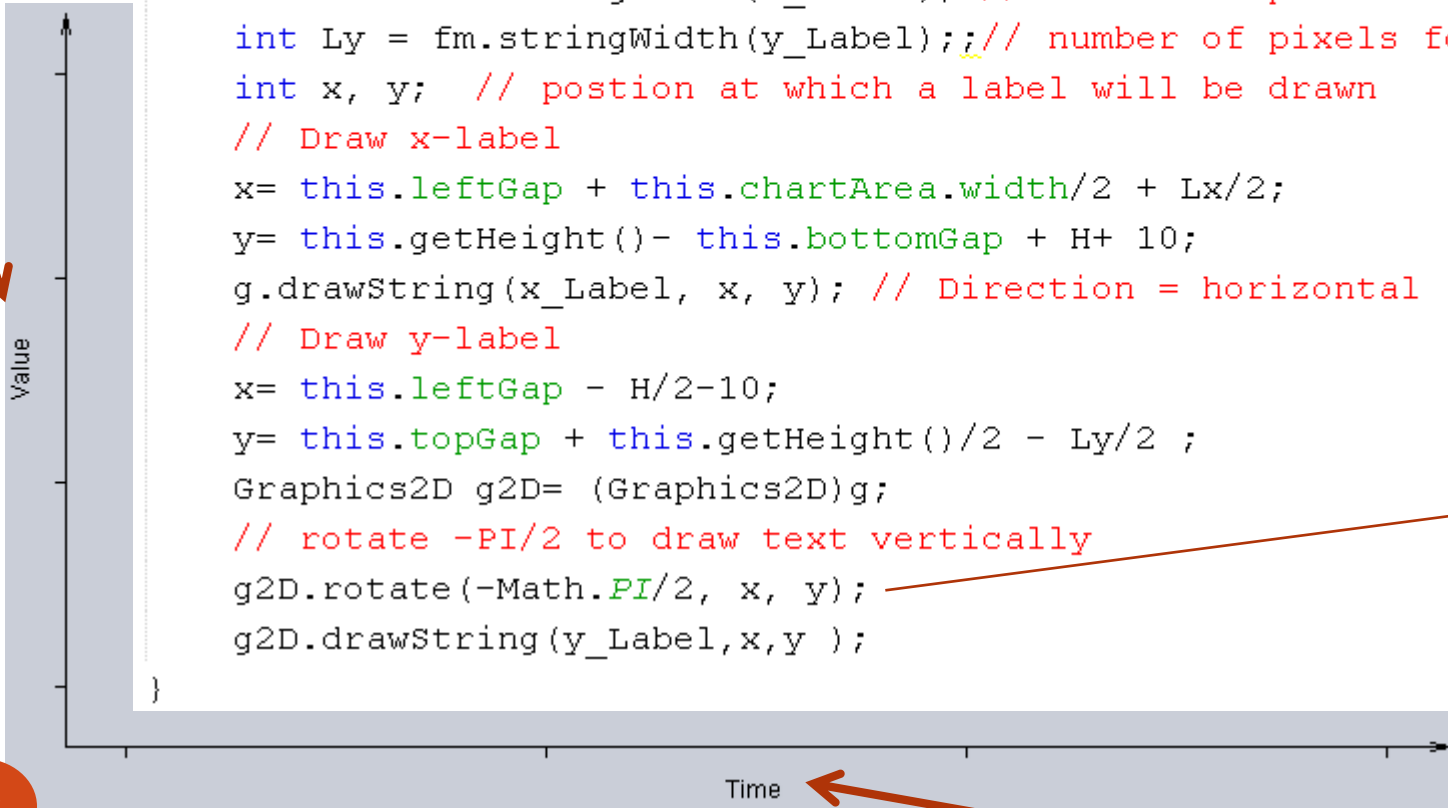 int Ly = fm.stringWidth(y_Label);;// number of pixels
int x, y;  // postion at which a label will be drawn
// Draw x-label
x= this.leftGap + this.chartArea.width/2 + Lx/2;
y= this.getHeight()- this.bottomGap + H+ 10;
g.drawString(x_Label, x, y); // Direction = horizontal
// Draw y-label
x= this.leftGap - H/2-10;
y= this.topGap + this.getHeight()/2 - Ly/2 ;
Graphics2D g2D= (Graphics2D)g;
// rotate -PI/2 to draw text vertically
g2D.rotate(-Math.PI/2, x, y);
g2D.drawString(y_Label,x,y );
}
Value
Time